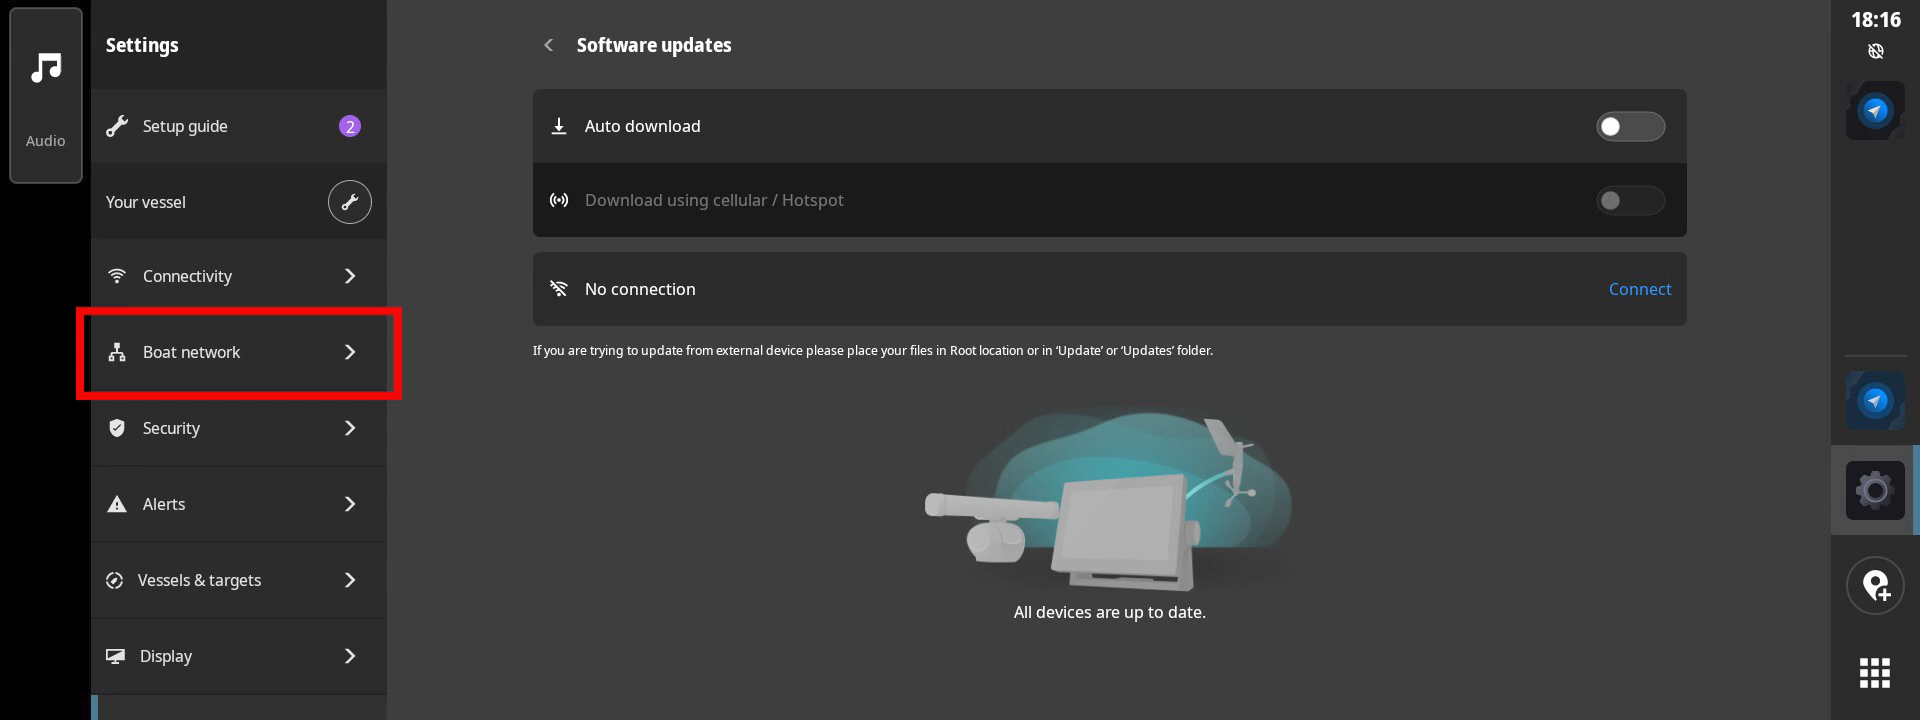 Audio
Settings
Setup guide
2
Your vessel
Connectivity
Boat network
Security
Alerts
Vessels & targets
Display
Software updates
Auto download
Download using cellular / Hotspot
No connection
Connect
If you are trying to update from external device please place your files in Root location or in ‘Update’ or ‘Updates’ folder.
All devices are up to date.
18:16